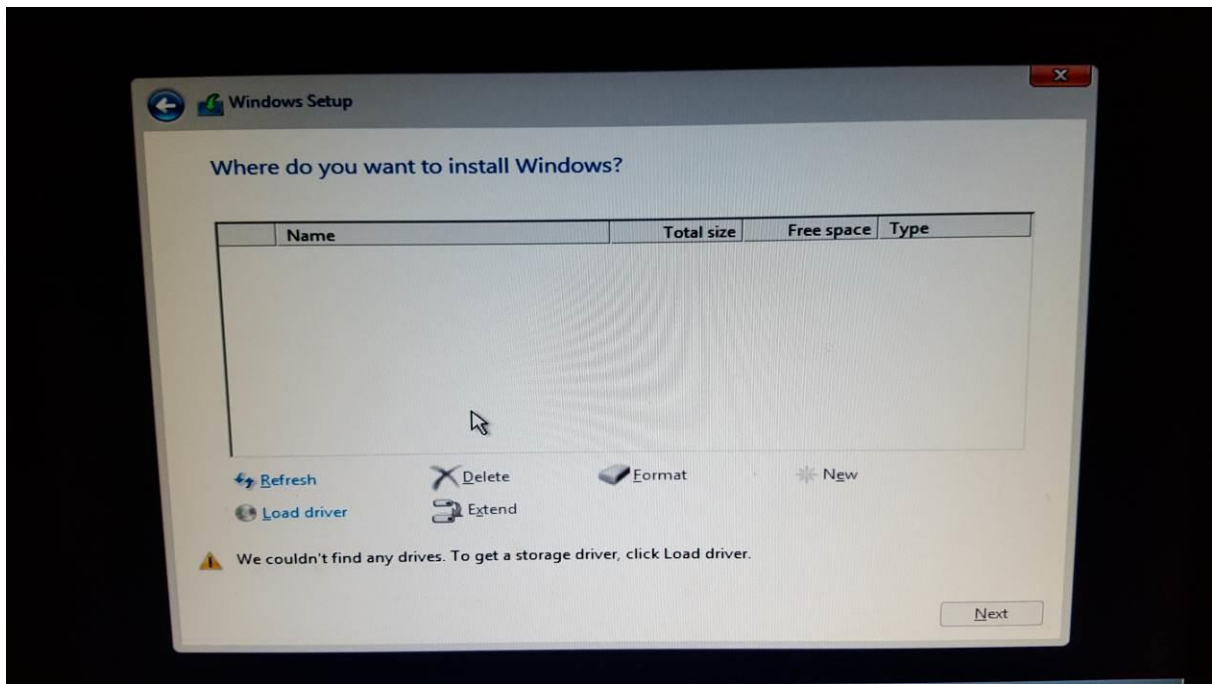 Windows Setup
Where do you want to install Windows?
Name Total size Free space Type
Refresh Delete Format New
Load driver Extend
We couldn't find any drives. To get a storage driver, click Load driver.
Next